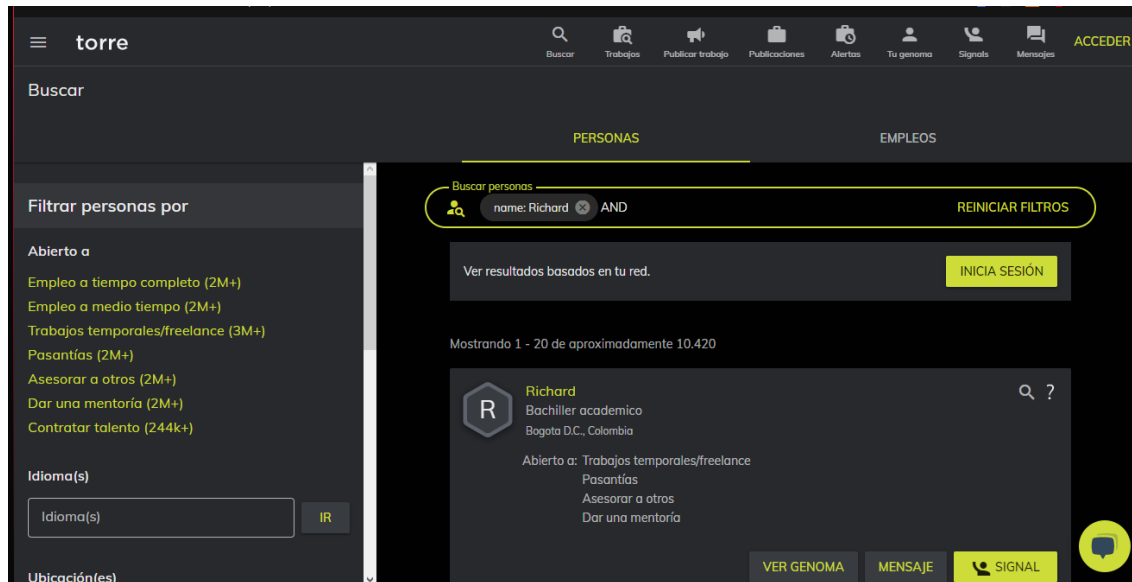 torre
Buscar
Trabajos
Publicar trabajo
Publicaciones
Alertas
Tu genoma
Signals
Mensajes
ACCEDER
Buscar
PERSONAS
EMPLEOS
Filtrar personas por
Abierto a
Empleo a tiempo completo (2M+)
Empleo a medio tiempo (2M+)
Trabajos temporales/freelance (3M+)
Pasantías (2M+)
Asesorar a otros (2M+)
Dar una mentoría (2M+)
Contratar talento (244k+)
Idioma(s)
Idioma(s)
IR
Ubicación(es)
Buscar personas
name: Richard AND
REINICIAR FILTROS
Ver resultados basados en tu red.
INICIA SESIÓN
Mostrando 1 - 20 de aproximadamente 10.420
R
Richard
?
Bachiller academico
Bogota D.C., Colombia
Abierto a: Trabajos temporales/freelance
Pasantías
Asesorar a otros
Dar una mentoría
VER GENOMA
MENSAJE
SIGNAL